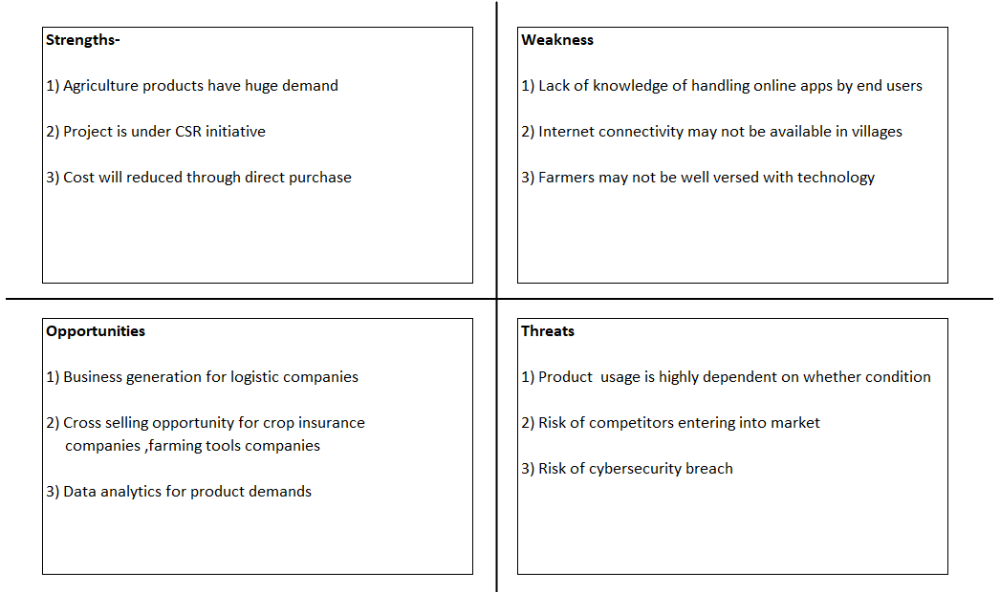 Strengths-
1) Agriculture products have huge demand
2) Project is under CSR initiative
3) Cost will reduced through direct purchase
Weakness
1) Lack of knowledge of handling online apps by end users
2) Internet connectivity may not be available in villages
3) Farmers may not be well versed with technology
Opportunities
1) Business generation for logistic companies
2) Cross selling opportunity for crop insurance
companies ,farming tools companies
3) Data analytics for product demands
Threats
1) Product  usage is highly dependent on whether condition
2) Risk of competitors entering into market
3) Risk of cybersecurity breach